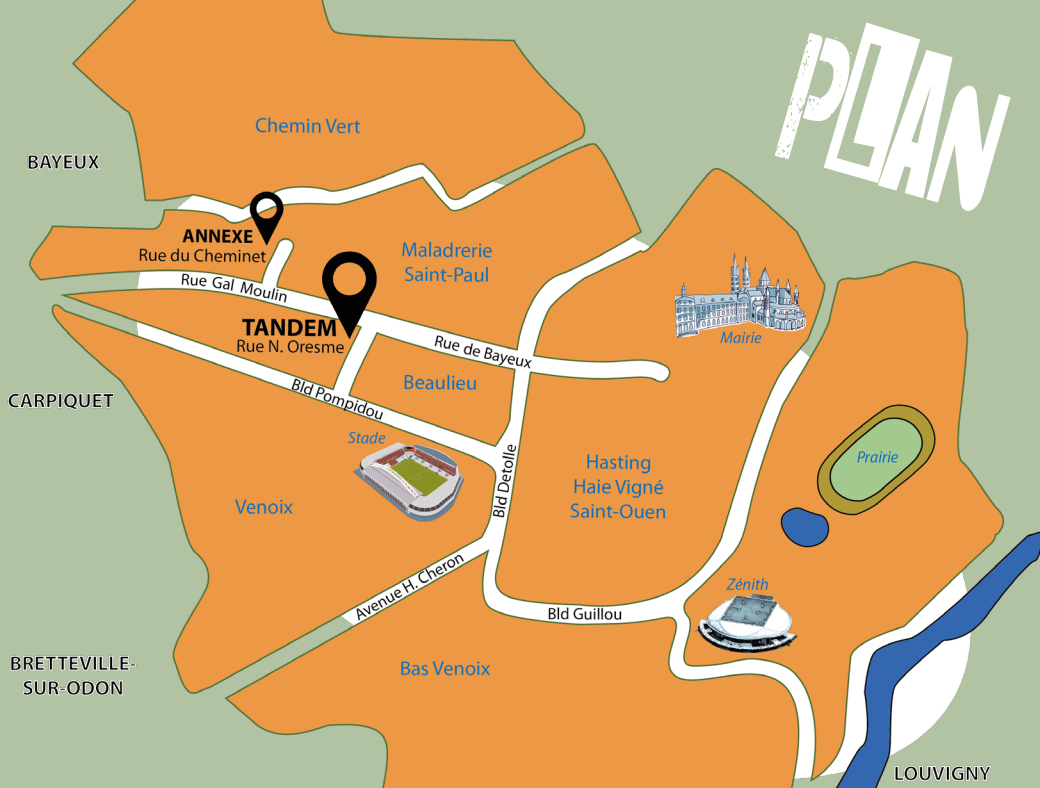 PLAN
Chemin Vert
BAYEUX
ANNEXE
Rue du Cheminet
Maladrerie
Saint-Paul
Rue Gal Moulin
TANDEM
Rue N. Oresme
Rue de Bayeux
Mairie
Beaulieu
Bld Pompidou
CARPIQUET
Stade
Bld Detolle
Hasting
Haie Vigné
Saint-Ouen
Prairie
Venoix
Avenue H. Cheron
Zénith
Bld Guillou
BRETTEVILLE-
SUR-ODON
Bas Venoix
LOUVIGNY